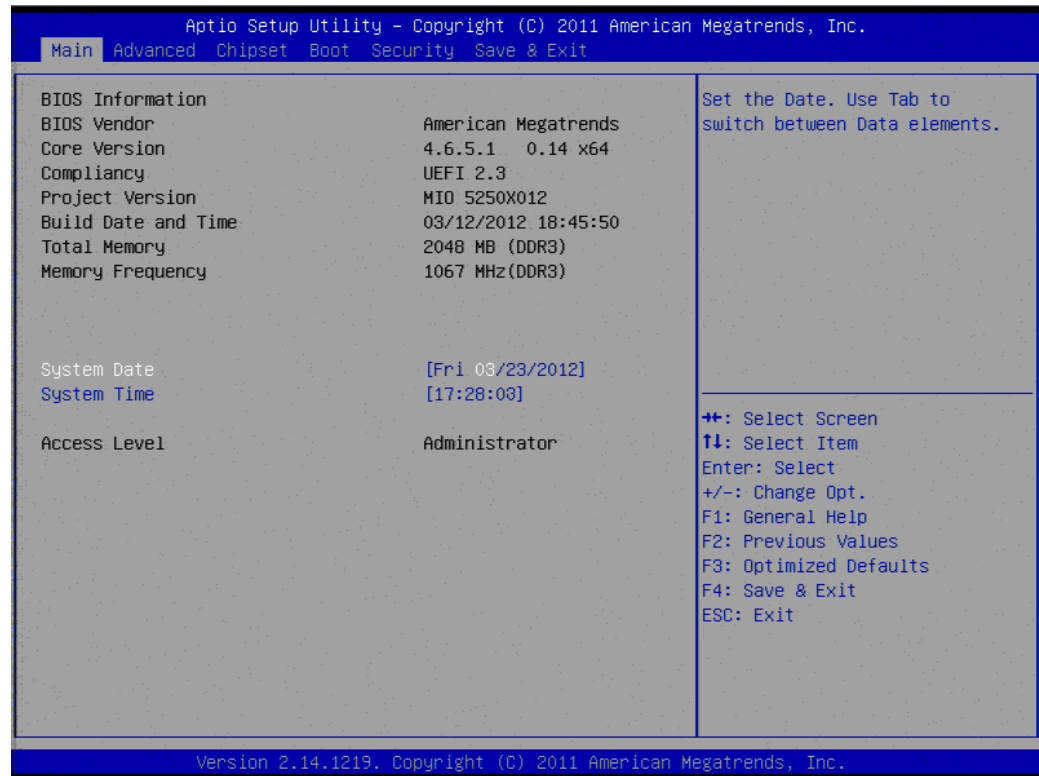 Aptio Setup Utility – Copyright (C) 2011 American Megatrends, Inc.
Main Advanced Chipset Boot Security Save & Exit
BIOS Information
BIOS Vendor American Megatrends
Core Version 4.6.5.1 0.14 x64
Compliancy UEFI 2.3
Project Version MIO 5250X012
Build Date and Time 03/12/2012 18:45:50
Total Memory 2048 MB (DDR3)
Memory Frequency 1067 MHz(DDR3)
System Date [Fri 03/23/2012]
System Time [17:28:03]
Access Level Administrator
Set the Date. Use Tab to
switch between Data elements.
→←: Select Screen
↑↓: Select Item
Enter: Select
+/-: Change Opt.
F1: General Help
F2: Previous Values
F3: Optimized Defaults
F4: Save & Exit
ESC: Exit
Version 2.14.1219. Copyright (C) 2011 American Megatrends, Inc.